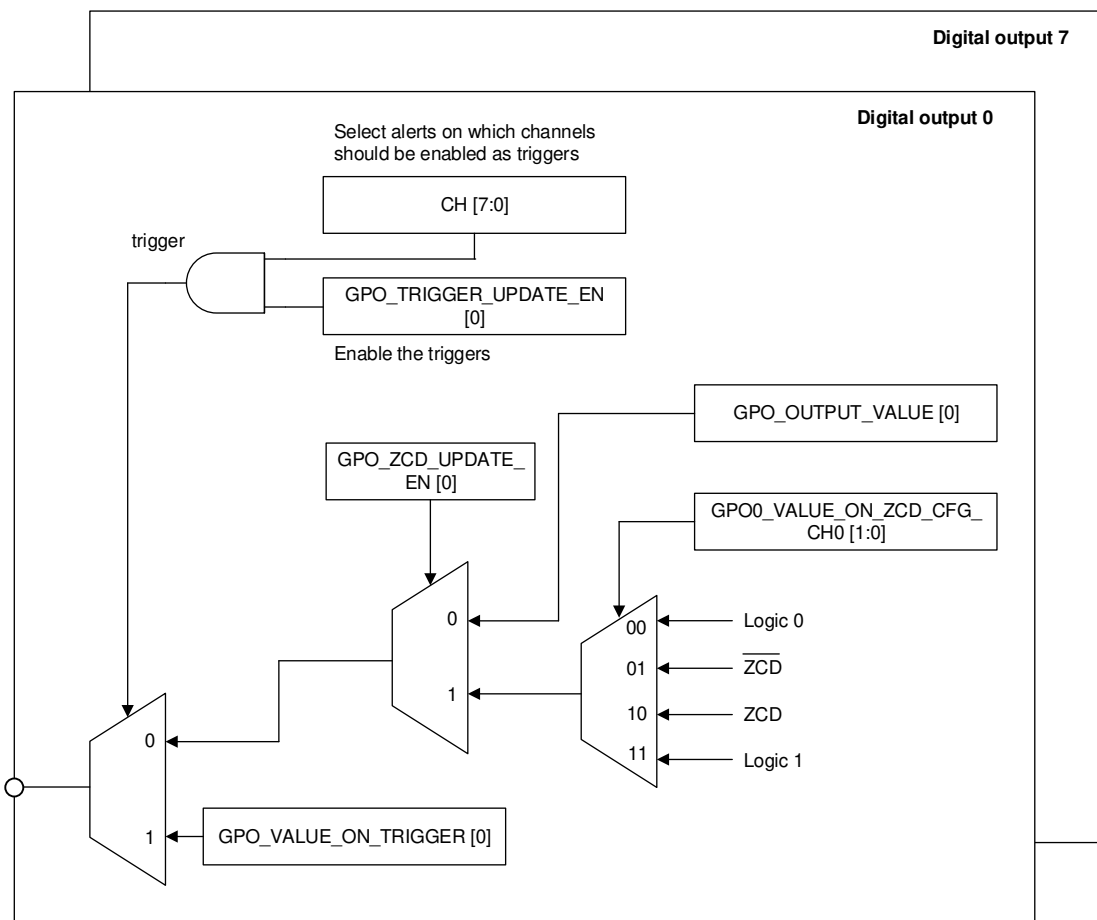 Digital output 7
Digital output 0
Select alerts on which channels
should be enabled as triggers
CH [7:0]
trigger
GPO_TRIGGER_UPDATE_EN
[0]
Enable the triggers
GPO_OUTPUT_VALUE [0]
GPO_ZCD_UPDATE_
EN [0]
GPO0_VALUE_ON_ZCD_CFG_
CH0 [1:0]
0
1
00
01
10
11
Logic 0
Z̅C̅D̅
ZCD
Logic 1
0
1
GPO_VALUE_ON_TRIGGER [0]